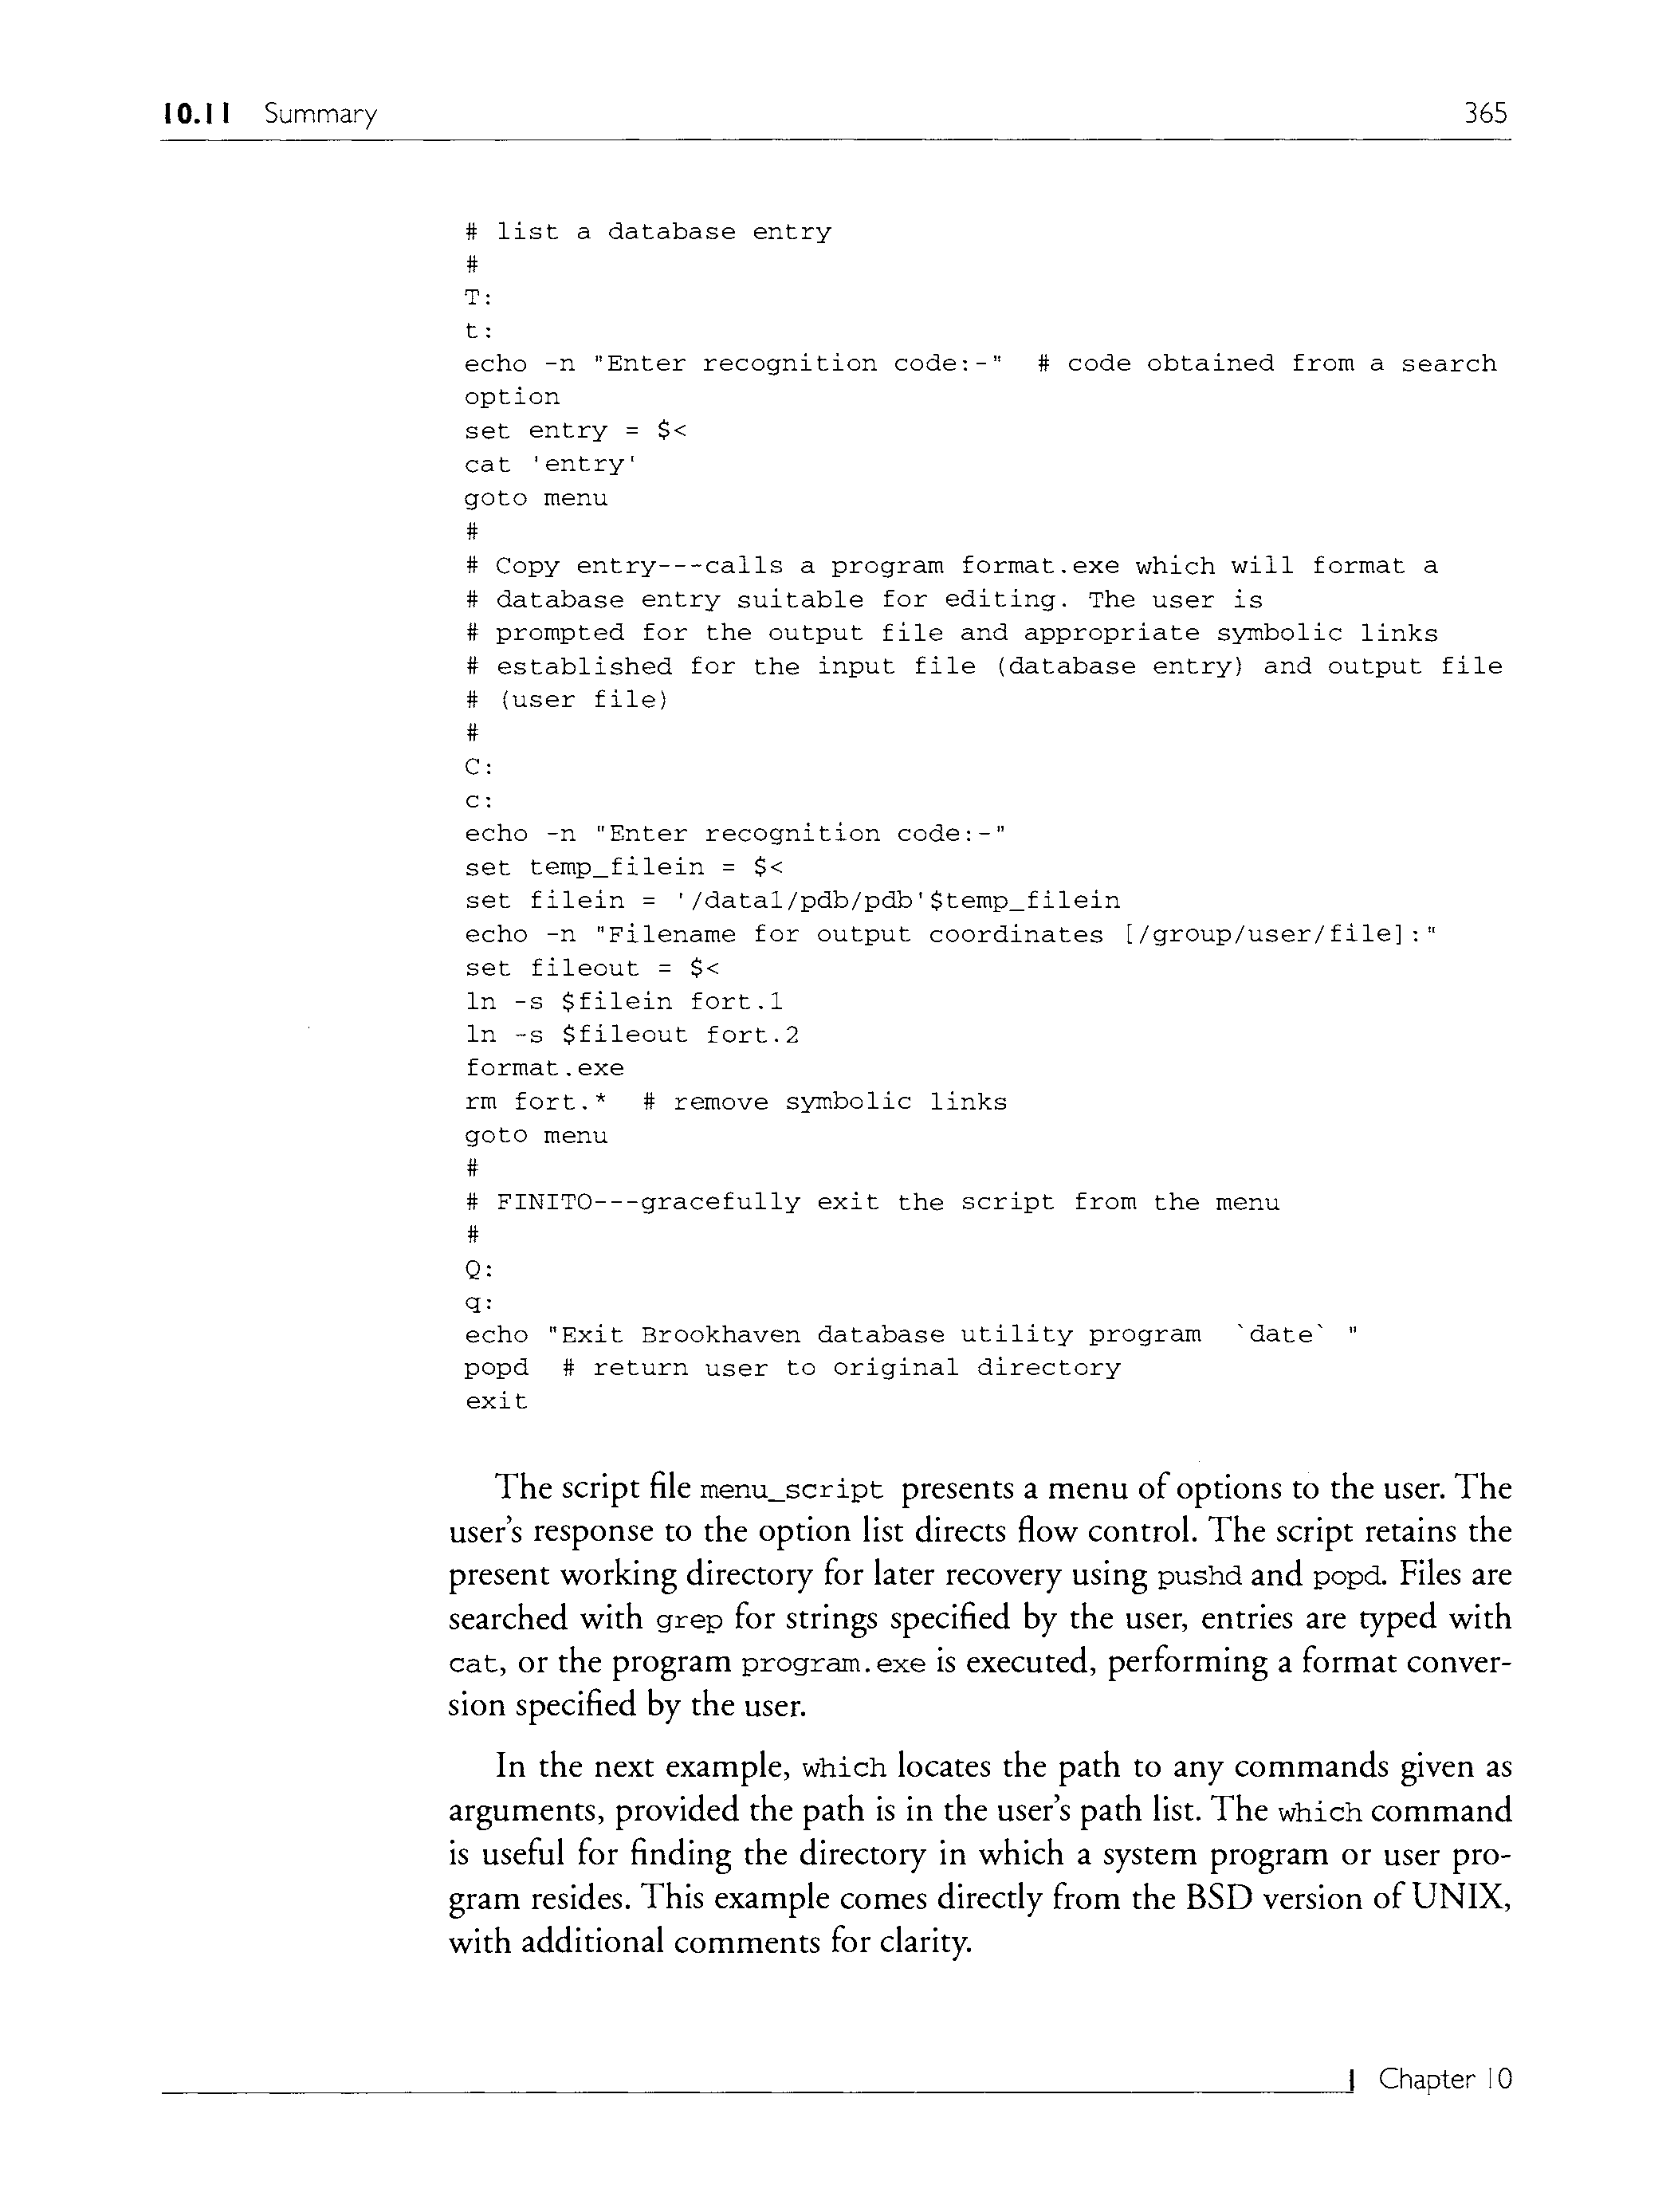 10.11 Summary 365
# list a database entry
#
T:
t:
echo -n "Enter recognition code:-" # code obtained from a search
option
set entry = $<
cat 'entry'
goto menu
#
# Copy entry---calls a program format.exe which will format a
# database entry suitable for editing. The user is
# prompted for the output file and appropriate symbolic links
# established for the input file (database entry) and output file
# (user file)
#
C:
c:
echo -n "Enter recognition code:-"
set temp_filein = $<
set filein = '/data1/pdb/pdb'$temp_filein
echo -n "Filename for output coordinates [/group/user/file]:"
set fileout = $<
ln -s $filein fort.1
ln -s $fileout fort.2
format.exe
rm fort.* # remove symbolic links
goto menu
#
# FINITO---gracefully exit the script from the menu
#
Q:
q:
echo "Exit Brookhaven database utility program `date` "
popd # return user to original directory
exit
The script file menu_script presents a menu of options to the user. The
user's response to the option list directs flow control. The script retains the
present working directory for later recovery using pushd and popd. Files are
searched with grep for strings specified by the user, entries are typed with
cat, or the program program.exe is executed, performing a format conver-
sion specified by the user.
In the next example, which locates the path to any commands given as
arguments, provided the path is in the user's path list. The which command
is useful for finding the directory in which a system program or user pro-
gram resides. This example comes directly from the BSD version of UNIX,
with additional comments for clarity.
Chapter 10